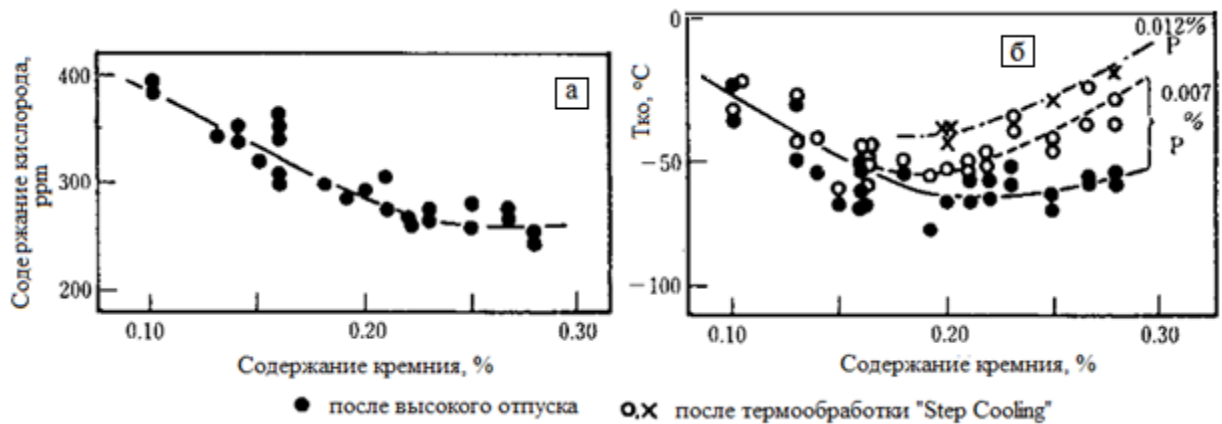 Содержание кислорода,
ppm
400
300
200
а
0.10
0.20
0.30
Содержание кремния, %
Тко, °С
0
−50
−100
б
0.012%
P
0.007
%
P
0.10
0.20
0.30
Содержание кремния, %
после высокого отпуска
после термообработки "Step Cooling"